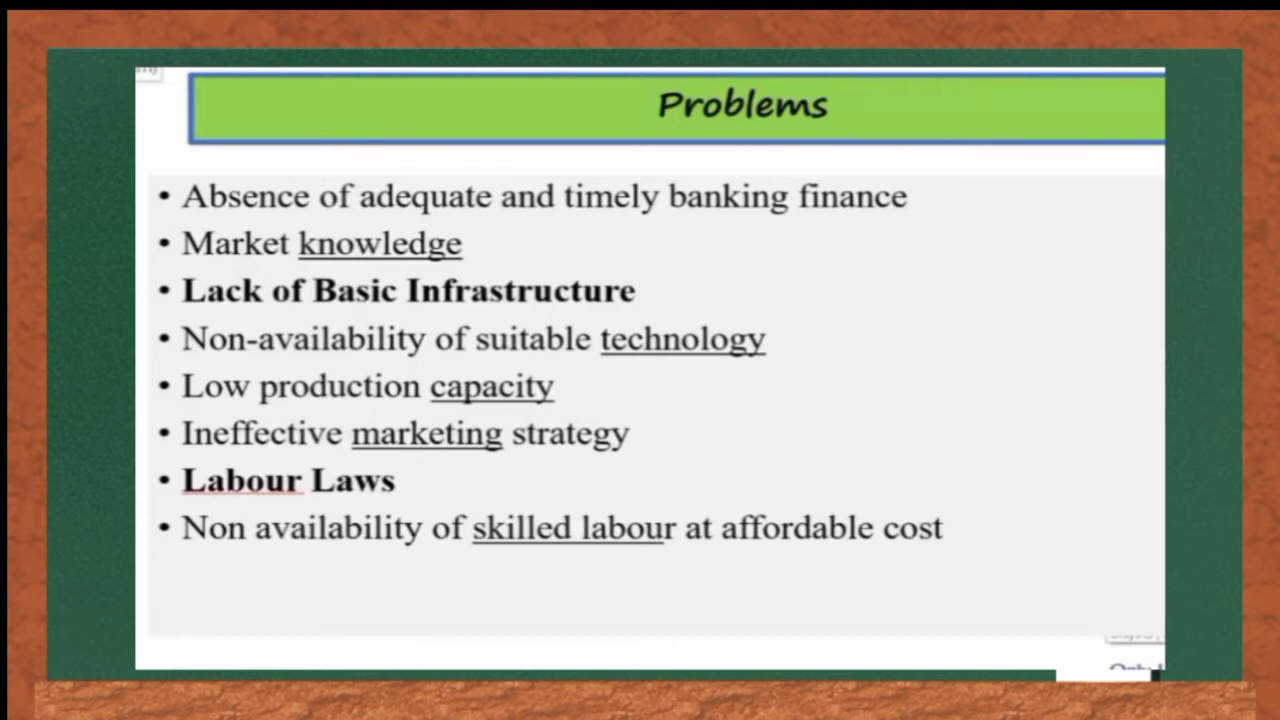 Problems
• Absence of adequate and timely banking finance
• Market knowledge
• Lack of Basic Infrastructure
• Non-availability of suitable technology
• Low production capacity
• Ineffective marketing strategy
• Labour Laws
• Non availability of skilled labour at affordable cost